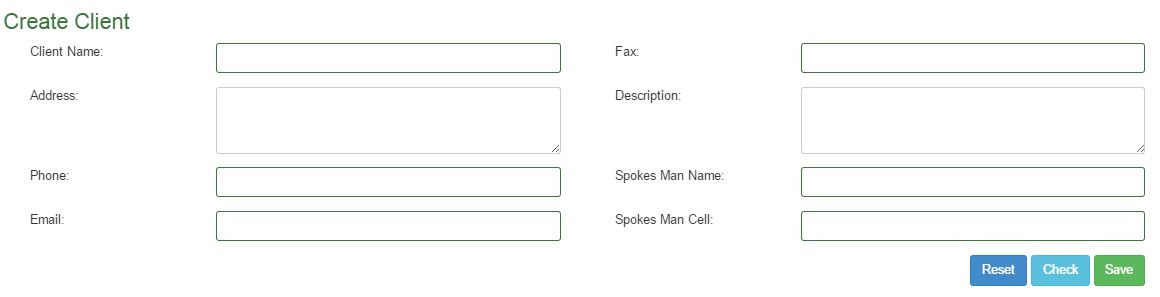 Create Client
Client Name:
Fax:
Address:
Description:
Phone:
Spokes Man Name:
Email:
Spokes Man Cell:
Reset Check Save